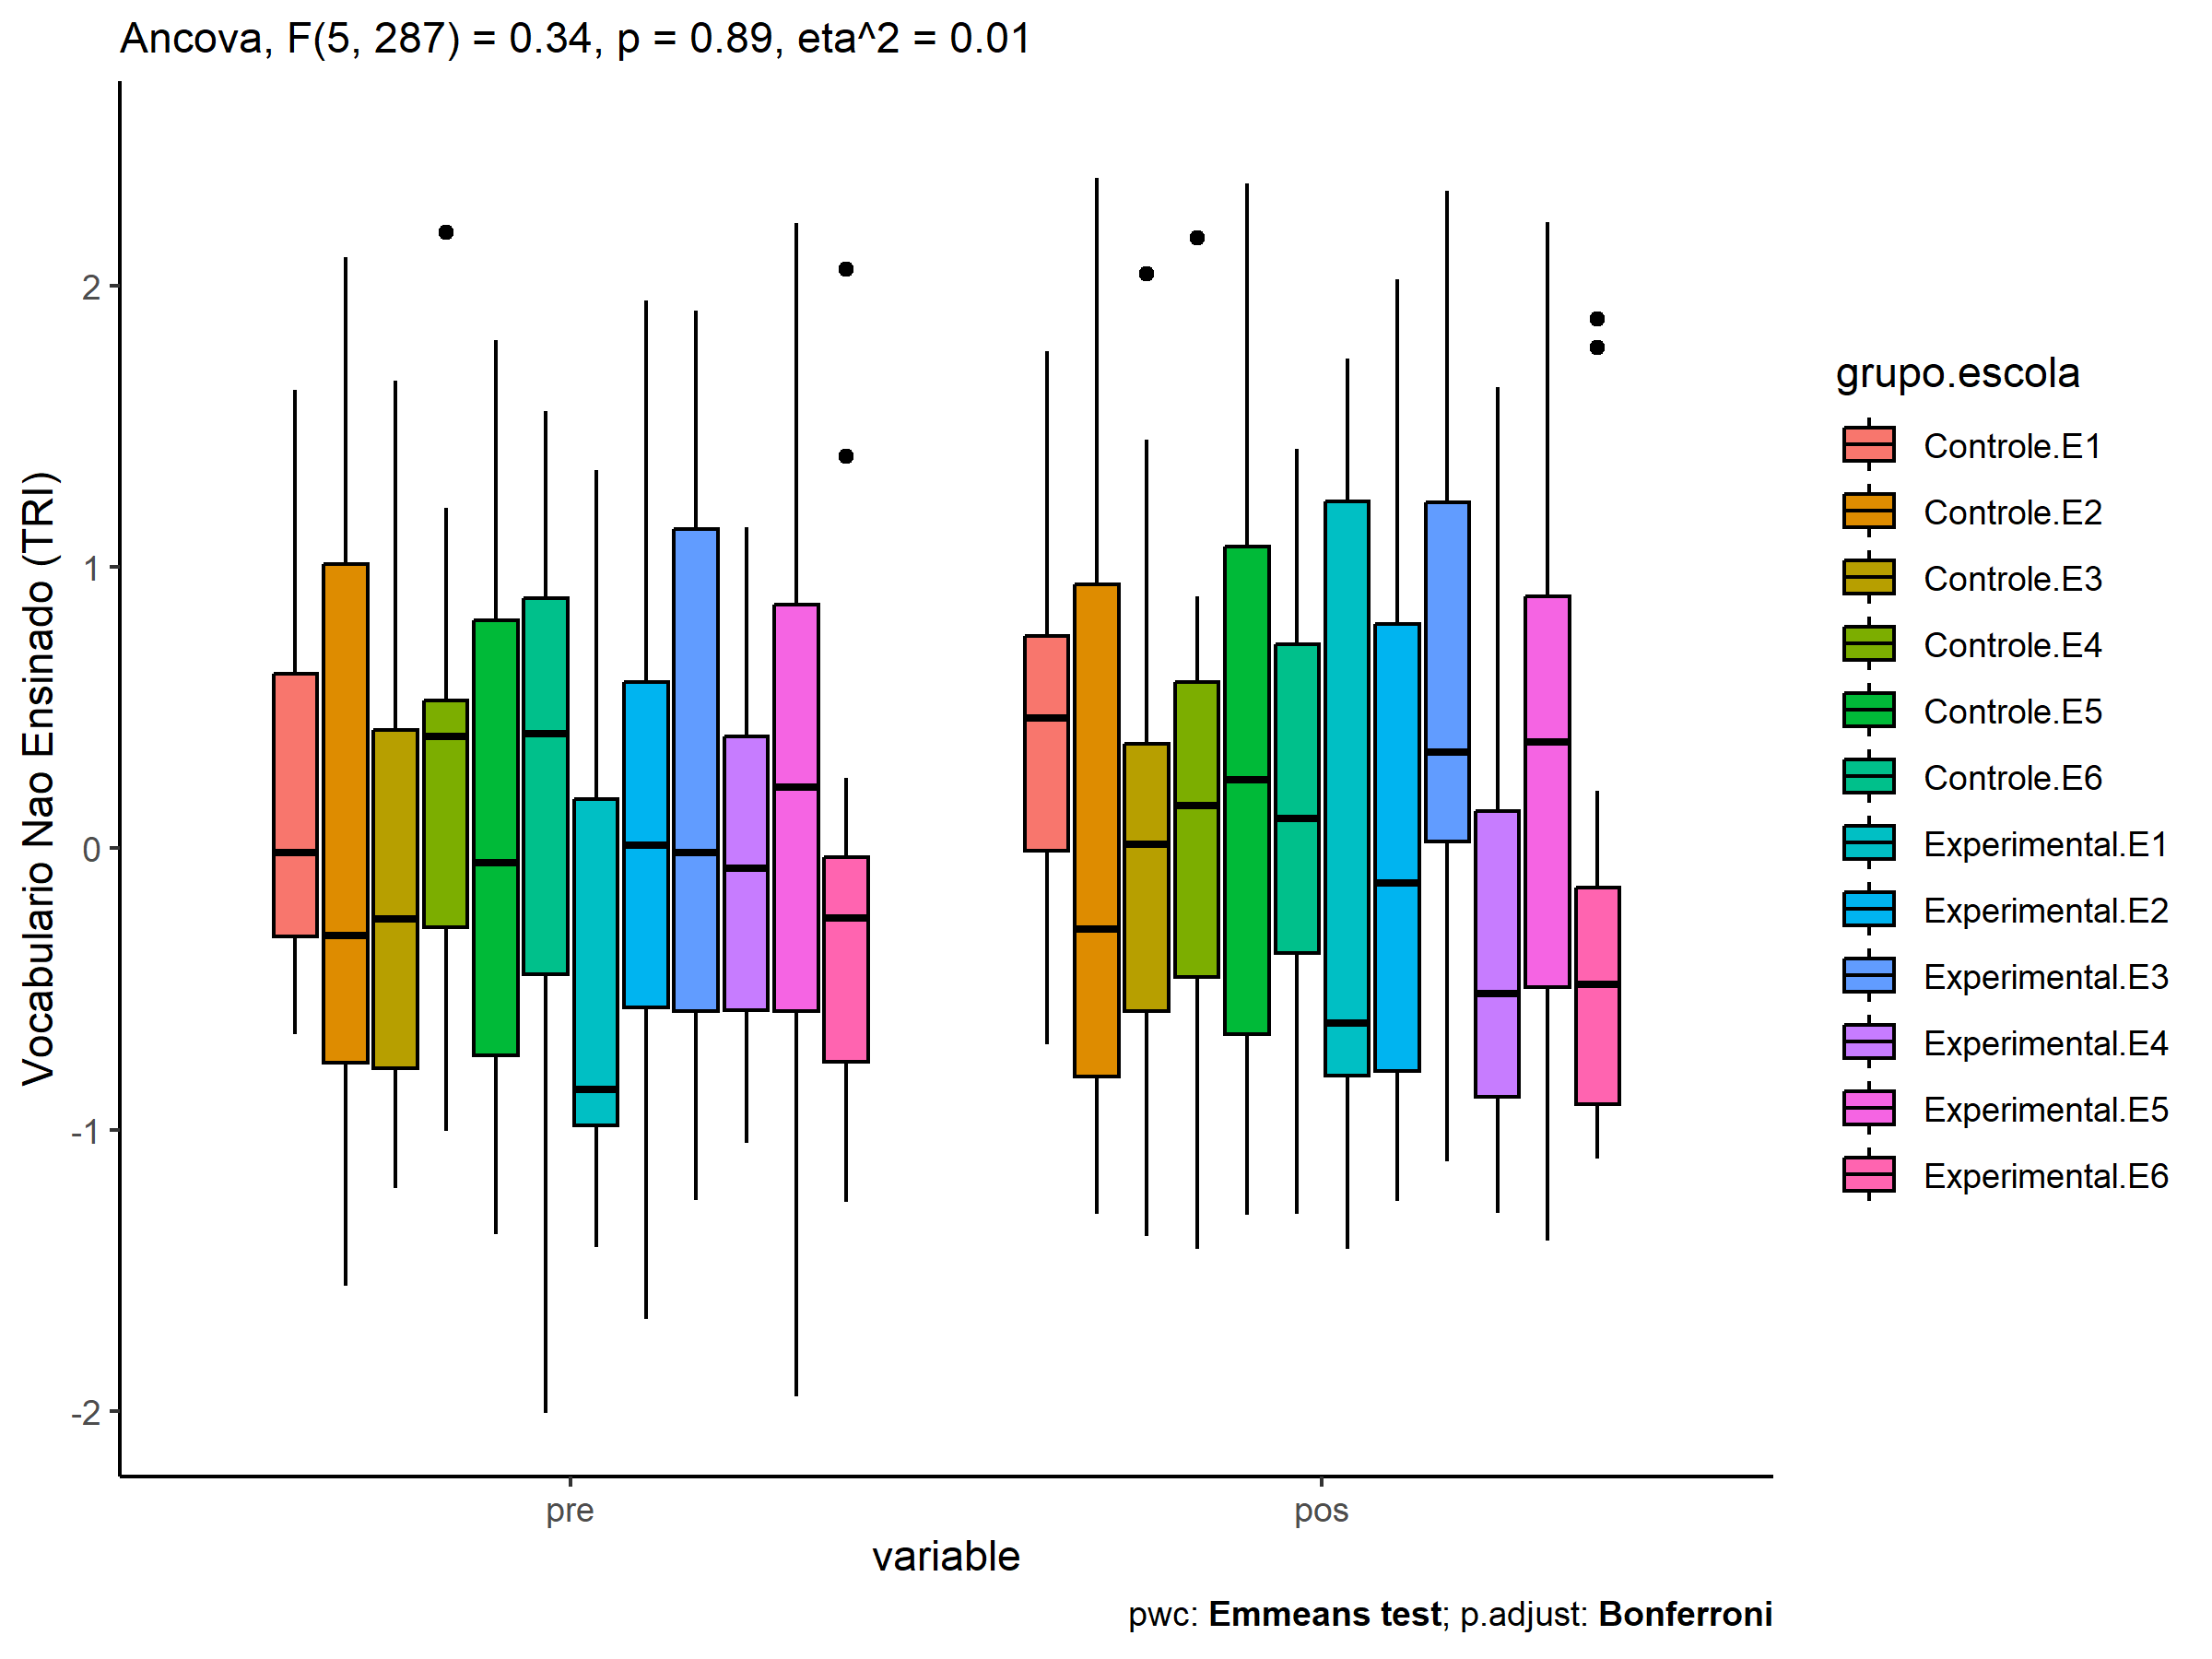 Ancova, F(5, 287) = 0.34, p = 0.89, eta^2 = 0.01
Vocabulario Nao Ensinado (TRI)
2
1
0
-1
-2
pre
pos
variable
pwc: Emmeans test; p.adjust: Bonferroni
grupo.escola
Controle.E1
Controle.E2
Controle.E3
Controle.E4
Controle.E5
Controle.E6
Experimental.E1
Experimental.E2
Experimental.E3
Experimental.E4
Experimental.E5
Experimental.E6